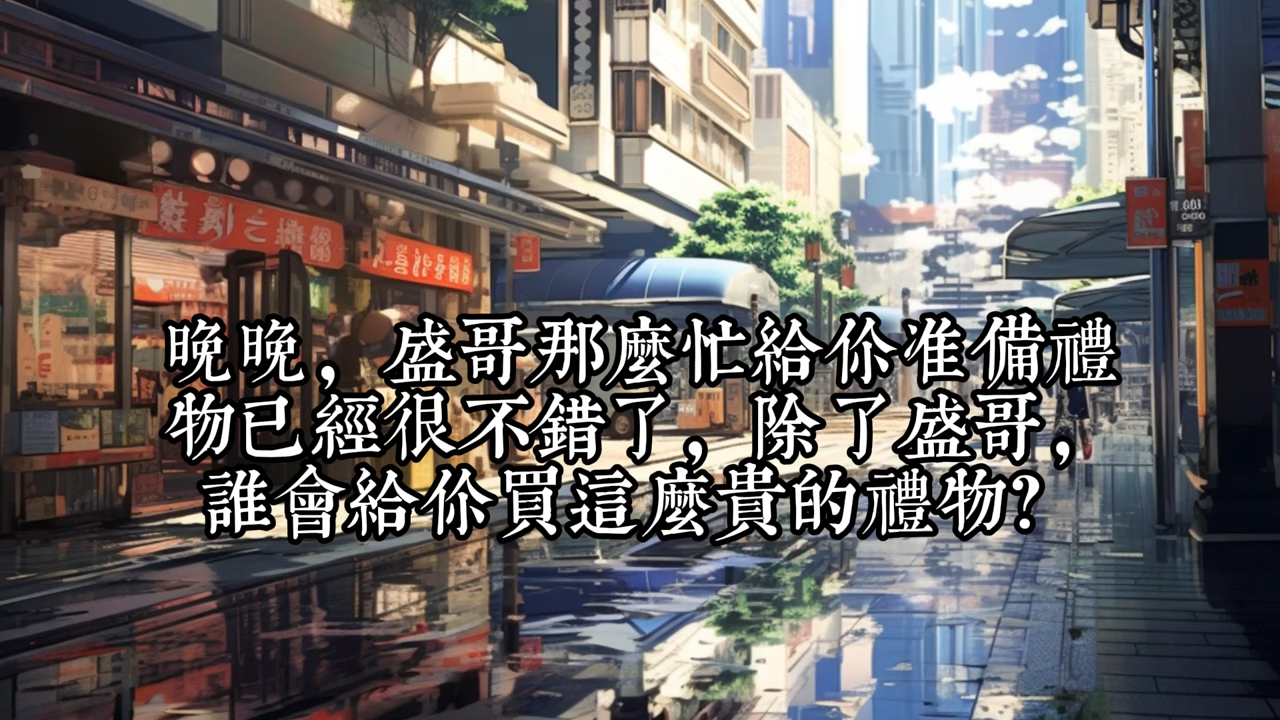 晚晚，盛哥那麼忙給你准備禮
物已經很不錯了，除了盛哥，
誰會給你買這麼貴的禮物？